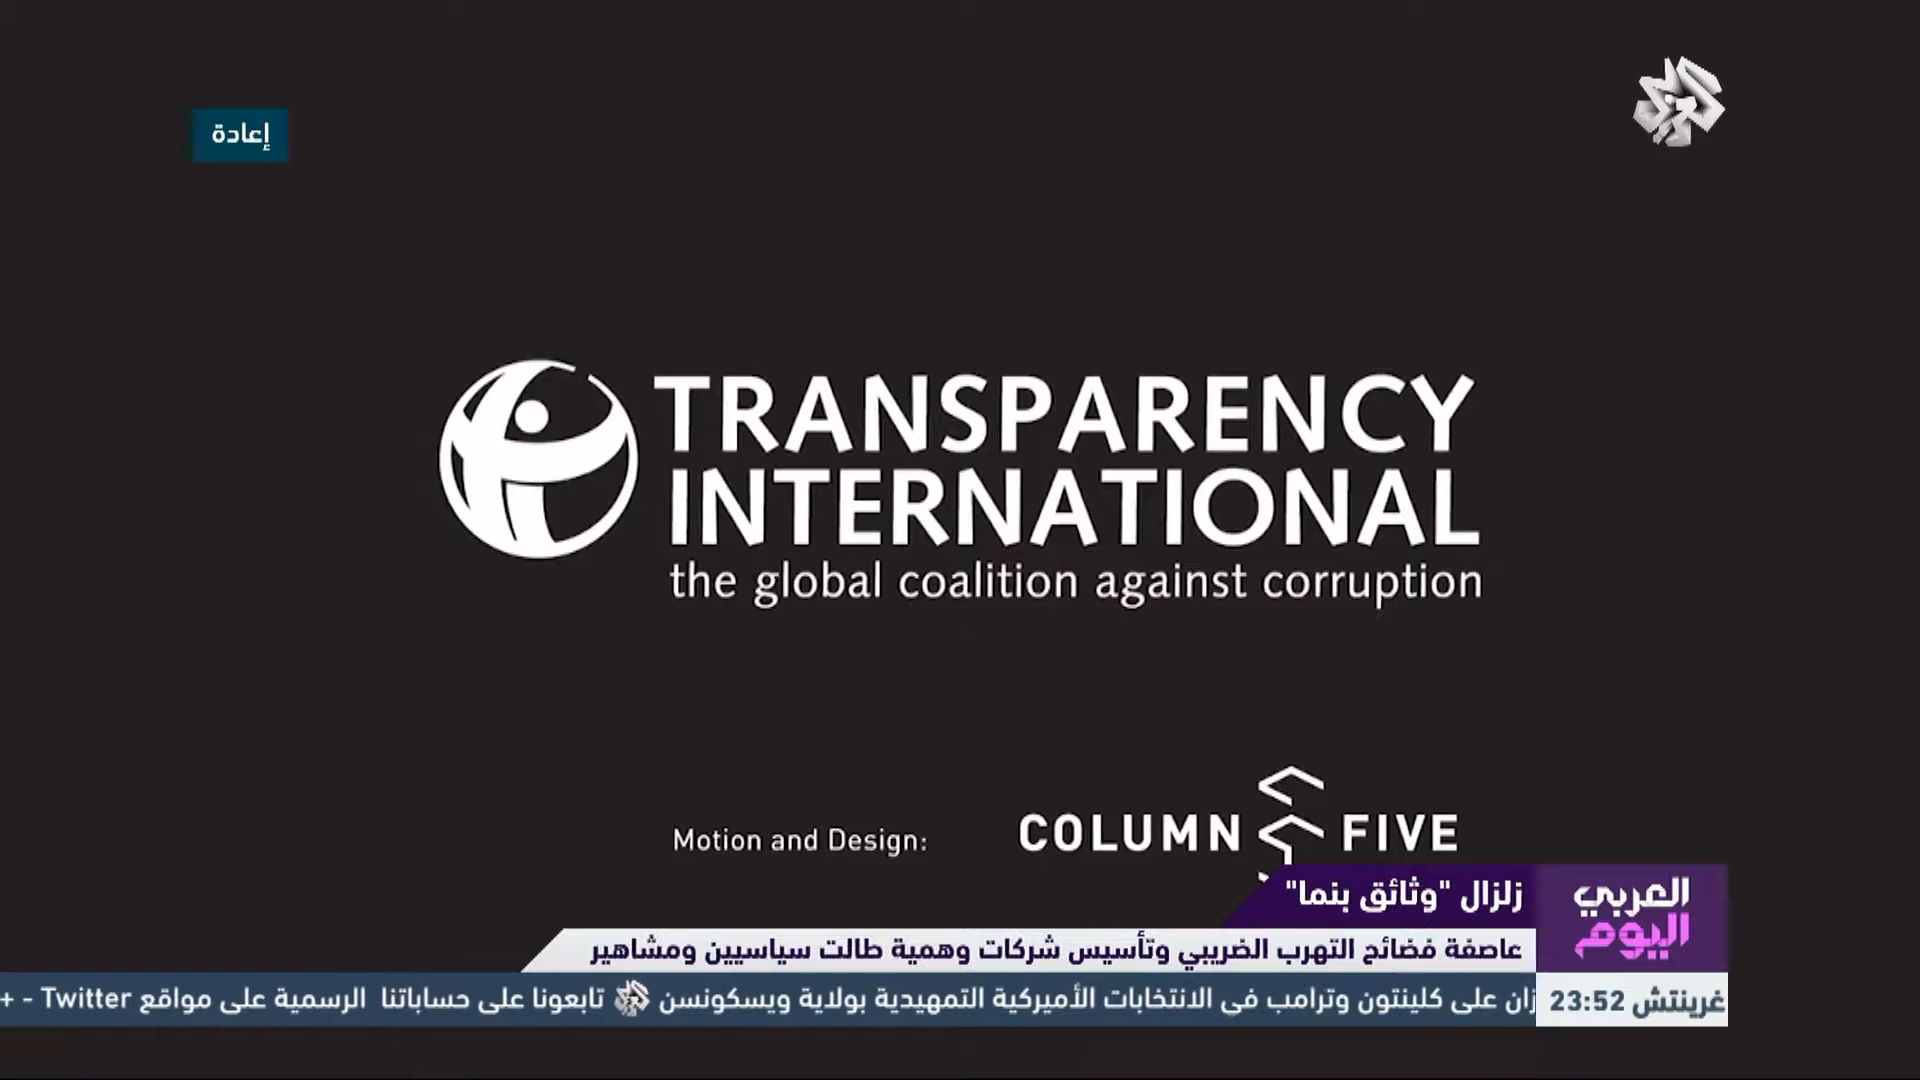 إعادة
TRANSPARENCY
INTERNATIONAL
the global coalition against corruption
Motion and Design:
COLUMN FIVE
العربي
اليوم
زلزال "وثائق بنما"
عاصفة فضائح التهرب الضريبي وتأسيس شركات وهمية طالت سياسيين ومشاهير
غرينتش 23:52
زان على كلينتون وترامب في الانتخابات الأميركية التمهيدية بولاية ويسكونسن تابعونا على حساباتنا الرسمية على مواقع Twitter - +